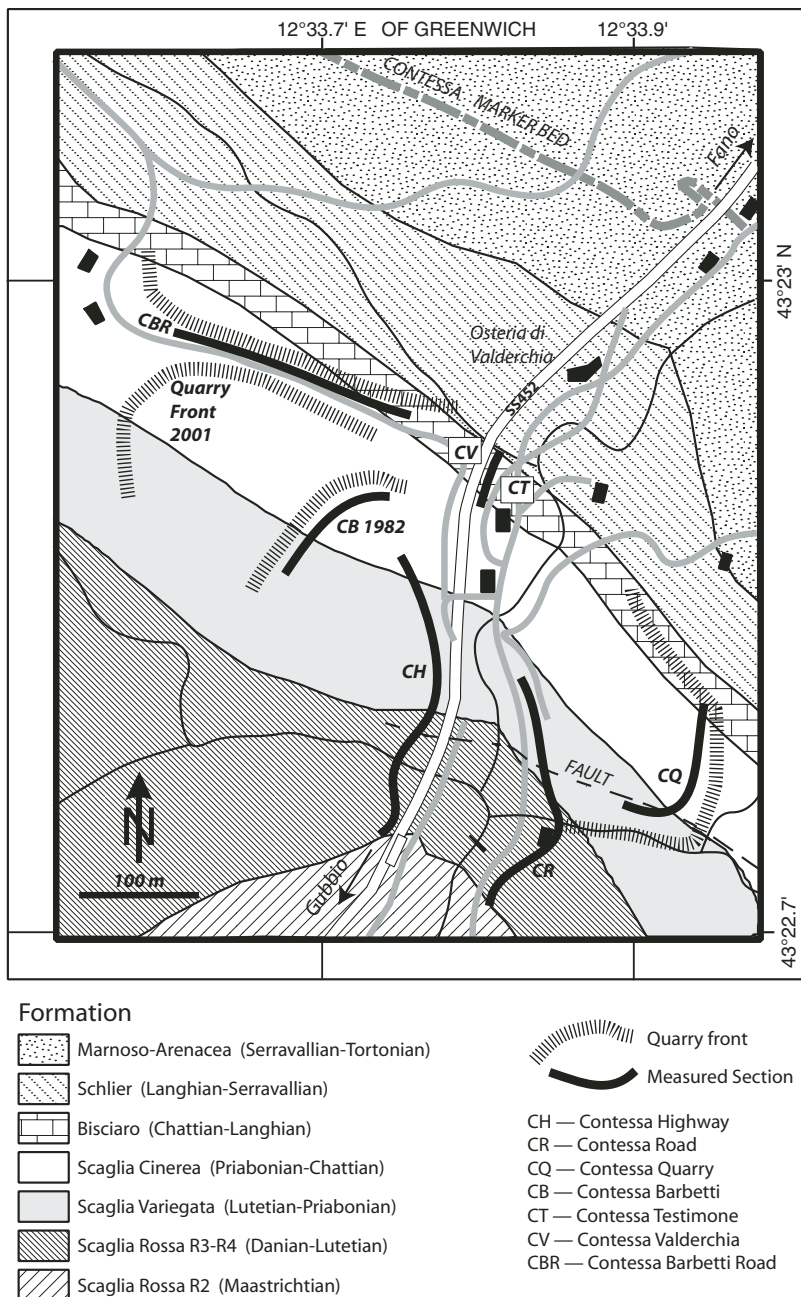 12°33.7' E OF GREENWICH 12°33.9'
CONTESSA MARKER BED
Fano
43°23' N
CBR
Osteria di
Valderchia
Quarry
Front
2001
SS452
CV
CT
CB 1982
CH
FAULT
CQ
N
100 m
CR
Gubbio
43°22.7'
Formation
Marnoso-Arenacea (Serravallian-Tortonian)
Schlier (Langhian-Serravallian)
Bisciaro (Chattian-Langhian)
Scaglia Cinerea (Priabonian-Chattian)
Scaglia Variegata (Lutetian-Priabonian)
Scaglia Rossa R3-R4 (Danian-Lutetian)
Scaglia Rossa R2 (Maastrichtian)
Quarry front
Measured Section
CH — Contessa Highway
CR — Contessa Road
CQ — Contessa Quarry
CB — Contessa Barbetti
CT — Contessa Testimone
CV — Contessa Valderchia
CBR — Contessa Barbetti Road